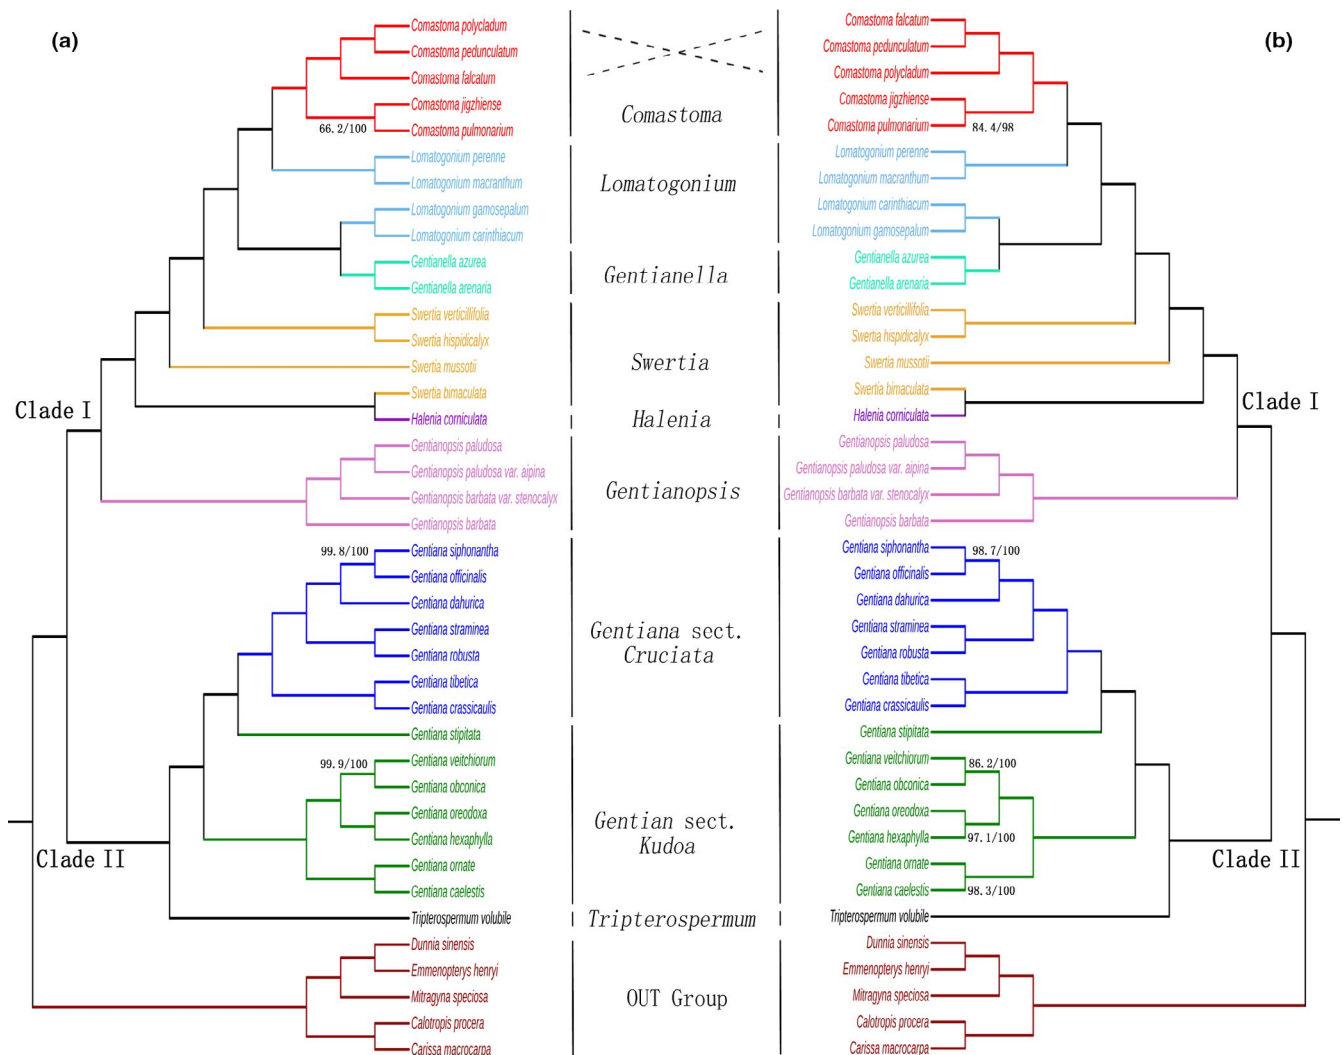 (a)
Comastoma polycladum
Comastoma pedunculatum
Comastoma falcatum
Comastoma jigzhiense
66.2/100
Comastoma pulmonarium
Lomatogonium perenne
Lomatogonium macranthum
Lomatogonium gamosepalum
Lomatogonium carinthiacum
Gentianella azurea
Gentianella arenaria
Swertia verticillifolia
Swertia hispidicalyx
Swertia mussotii
Swertia bimaculata
Clade I
Halenia corniculata
Gentianopsis paludosa
Gentianopsis paludosa var. aipina
Gentianopsis barbata var. stenocalyx
Gentianopsis barbata
99.8/100
Gentiana siphonantha
Gentiana officinalis
Gentiana dahurica
Gentiana straminea
Gentiana robusta
Gentiana tibetica
Gentiana crassicaulis
Gentiana stipitata
99.9/100
Gentiana veitchiorum
Gentiana obconica
Gentiana oreodoxa
Gentiana hexaphylla
Clade II
Gentiana ornate
Gentiana caelestis
Tripterospermum volubile
Dunnia sinensis
Emmenopterys henryi
Mitragyna speciosa
Calotropis procera
Carissa macrocarpa
Comastoma
Lomatogonium
Gentianella
Swertia
Halenia
Gentianopsis
Gentiana sect.
Cruciata
Gentian sect.
Kudoa
Tripterospermum
OUT Group
(b)
Comastoma falcatum
Comastoma pedunculatum
Comastoma polycladum
Comastoma jigzhiense
Comastoma pulmonarium
84.4/98
Lomatogonium perenne
Lomatogonium macranthum
Lomatogonium carinthiacum
Lomatogonium gamosepalum
Gentianella azurea
Gentianella arenaria
Swertia verticillifolia
Swertia hispidicalyx
Swertia mussotii
Swertia bimaculata
Clade I
Halenia corniculata
Gentianopsis paludosa
Gentianopsis paludosa var. aipina
Gentianopsis barbata var. stenocalyx
Gentianopsis barbata
Gentiana siphonantha
98.7/100
Gentiana officinalis
Gentiana dahurica
Gentiana straminea
Gentiana robusta
Gentiana tibetica
Gentiana crassicaulis
Gentiana stipitata
Gentiana veitchiorum
86.2/100
Gentiana obconica
Gentiana oreodoxa
Gentiana hexaphylla
97.1/100
Clade II
Gentiana ornate
Gentiana caelestis
98.3/100
Tripterospermum volubile
Dunnia sinensis
Emmenopterys henryi
Mitragyna speciosa
Calotropis procera
Carissa macrocarpa